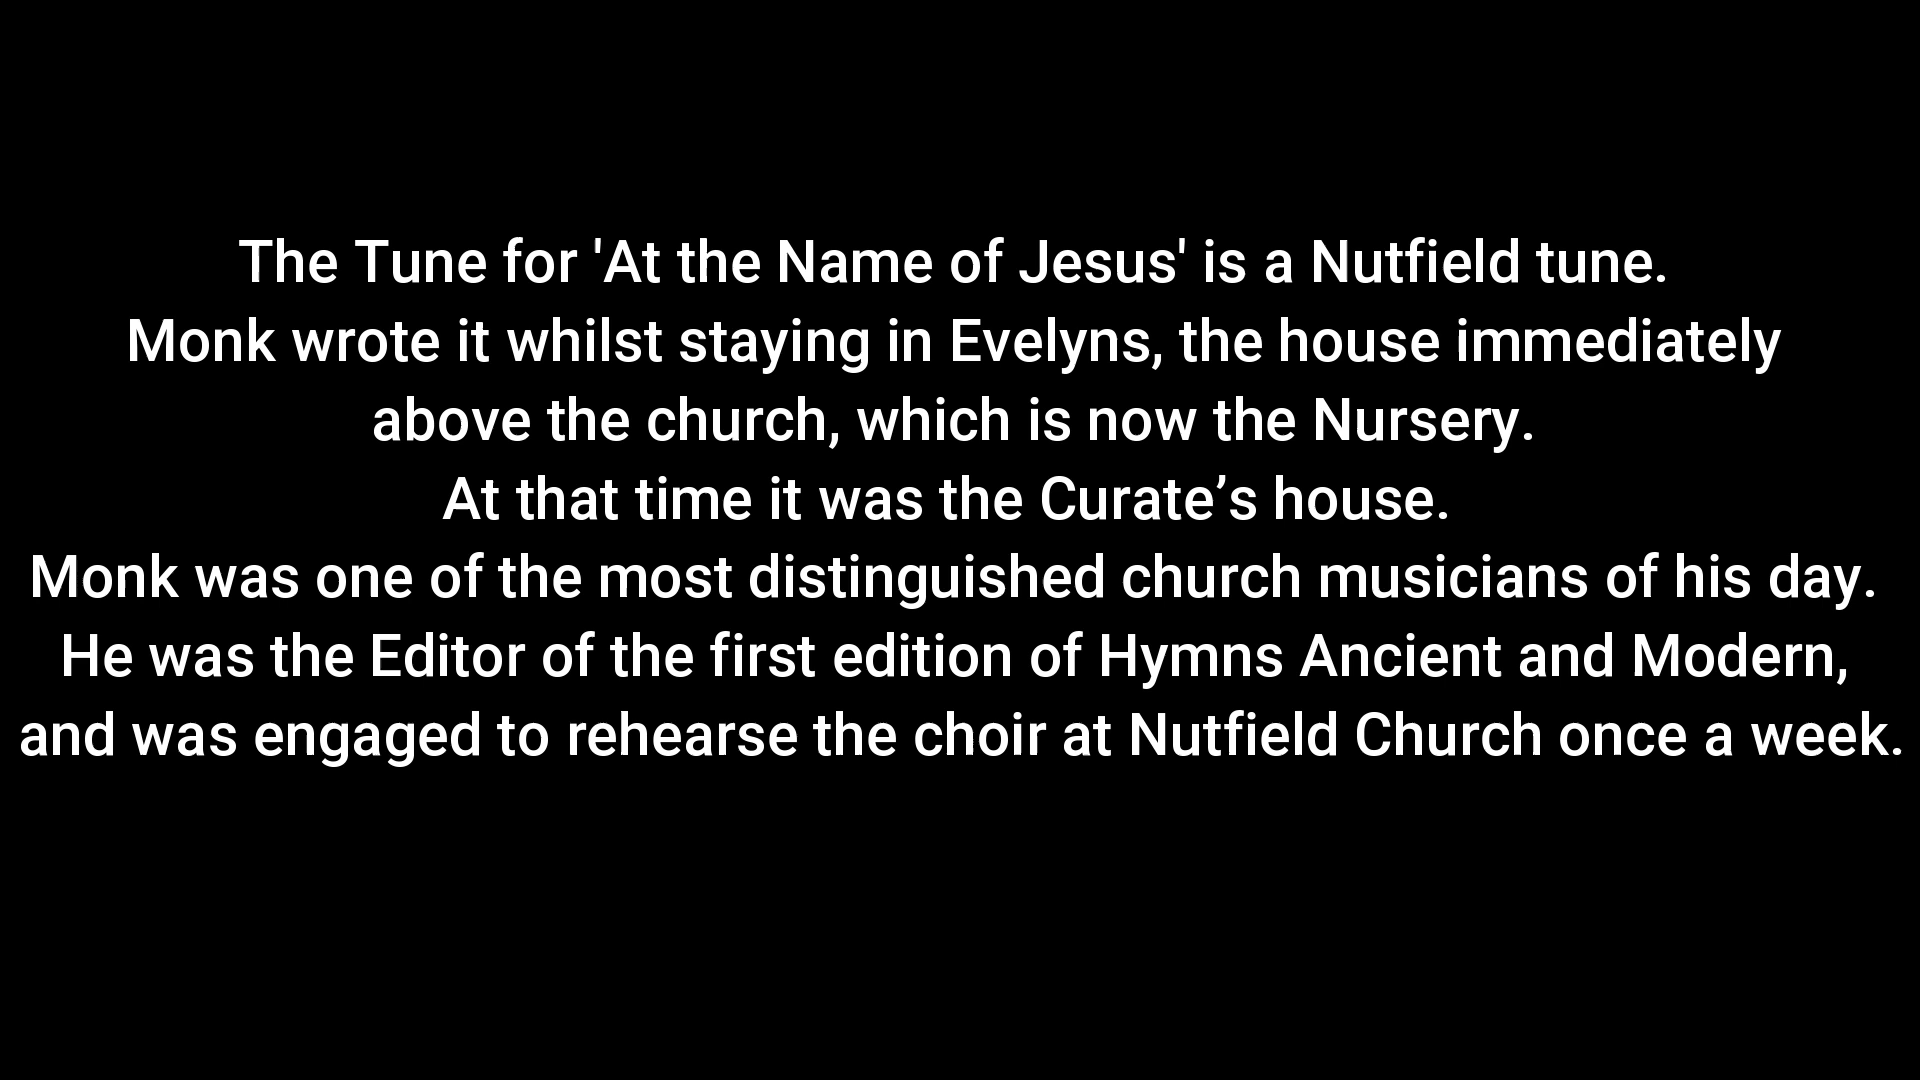 The Tune for 'At the Name of Jesus' is a Nutfield tune.
Monk wrote it whilst staying in Evelyns, the house immediately
above the church, which is now the Nursery.
At that time it was the Curate’s house.
Monk was one of the most distinguished church musicians of his day.
He was the Editor of the first edition of Hymns Ancient and Modern,
and was engaged to rehearse the choir at Nutfield Church once a week.